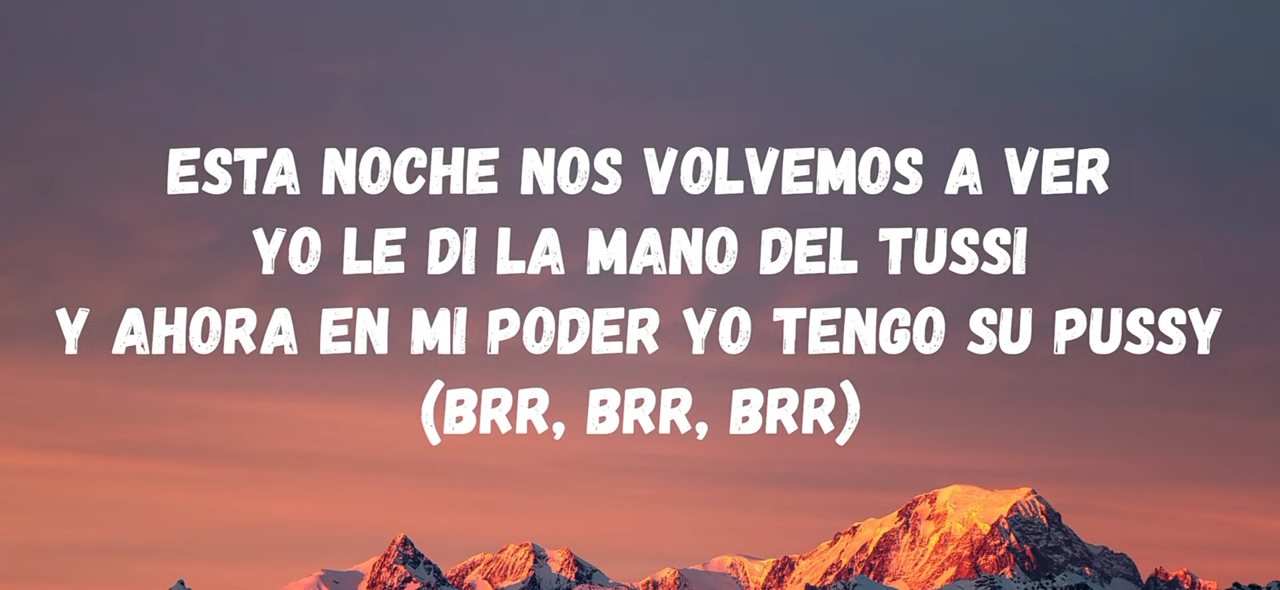 ESTA NOCHE NOS VOLVEMOS A VER
YO LE DI LA MANO DEL TUSSI
Y AHORA EN MI PODER YO TENGO SU PUSSY
(BRR, BRR, BRR)